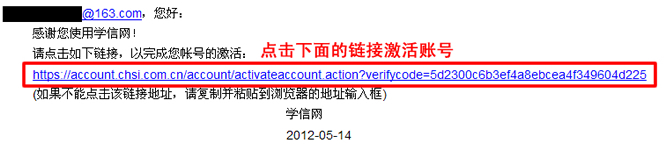 @163.com，您好：
感谢您使用学信网！
请点击如下链接，以完成您帐号的激活： 点击下面的链接激活账号
https://account.chsi.com.cn/account/activateaccount.action?verifycode=5d2300c6b3ef4a8ebcea4f349604d225
(如果不能点击该链接地址，请复制并粘贴到浏览器的地址输入框)
学信网
2012-05-14